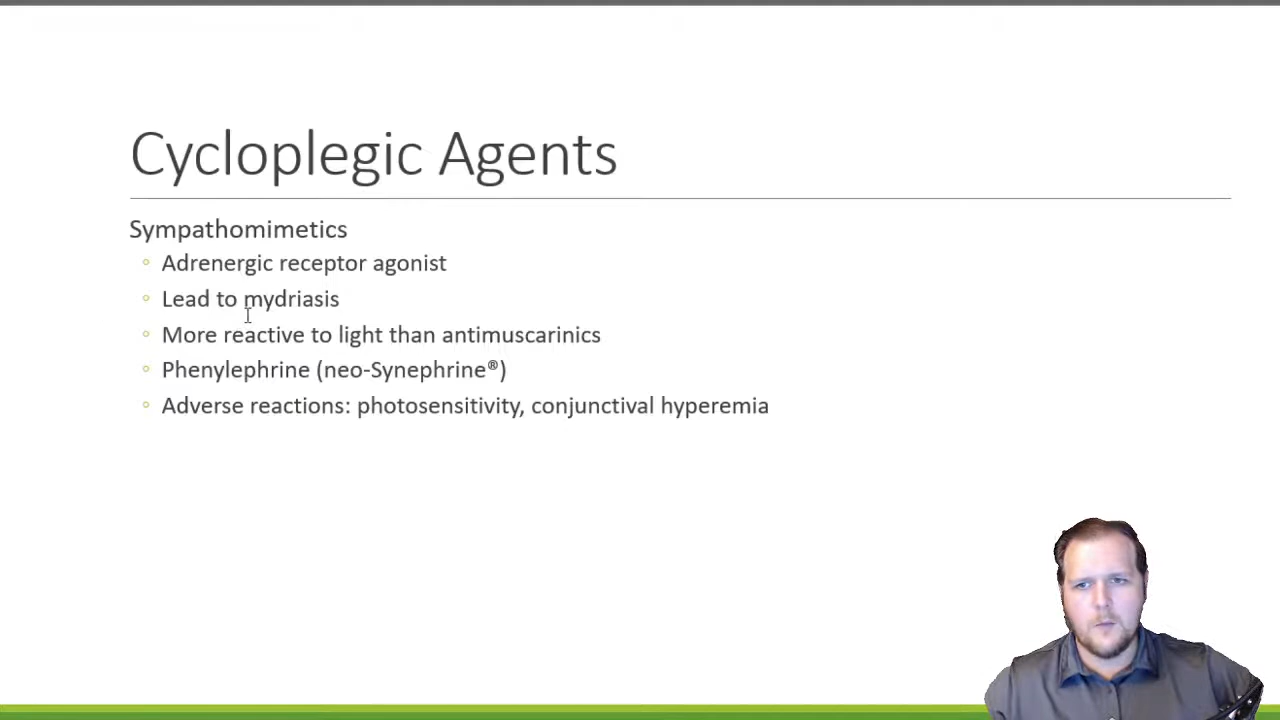 Cycloplegic Agents
Sympathomimetics
◦ Adrenergic receptor agonist
◦ Lead to mydriasis
◦ More reactive to light than antimuscarinics
◦ Phenylephrine (neo-Synephrine®)
◦ Adverse reactions: photosensitivity, conjunctival hyperemia